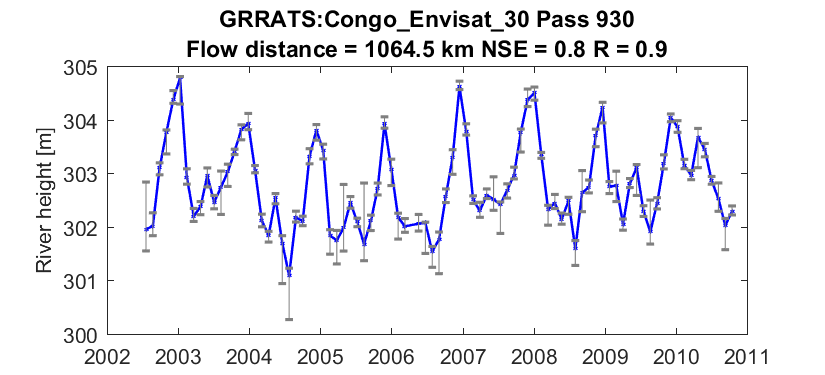 GRRATS:Congo_Envisat_30 Pass 930
Flow distance = 1064.5 km NSE = 0.8 R = 0.9
305
304
303
302
301
300
River height [m]
2002 2003 2004 2005 2006 2007 2008 2009 2010 2011